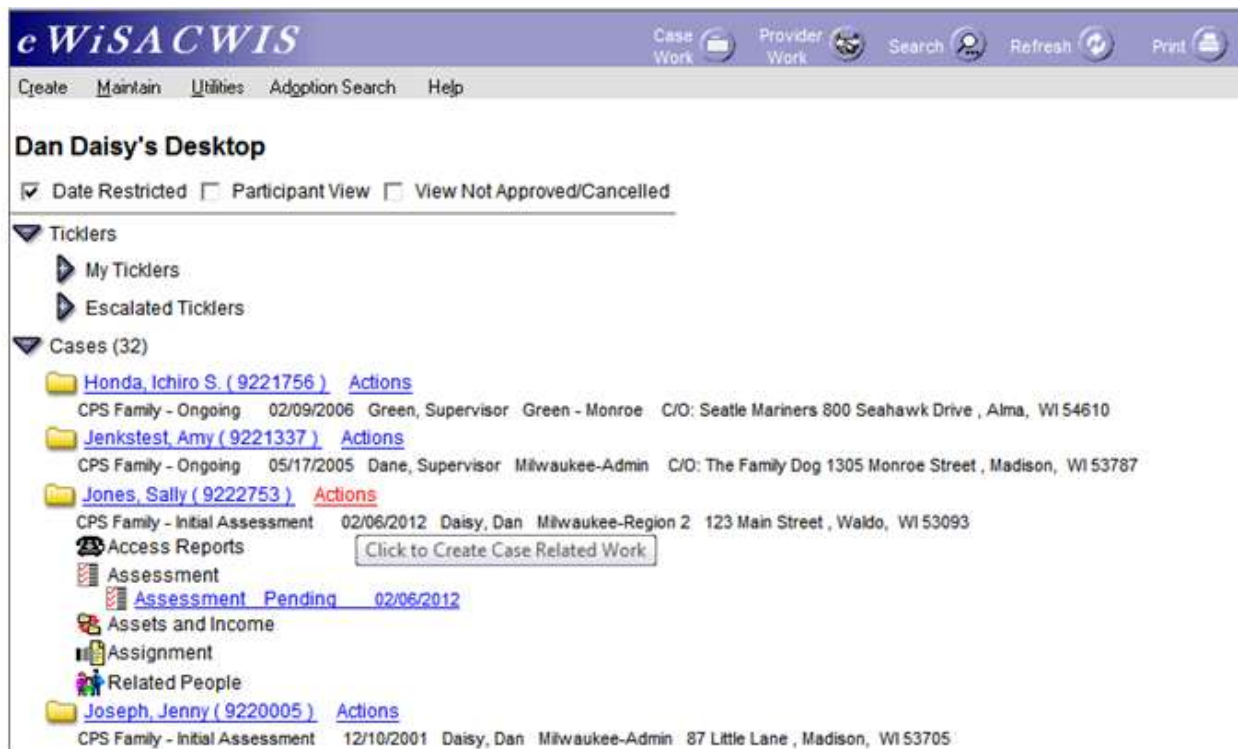 eWiSACWIS Case Work Provider Work Search Refresh Print
Create Maintain Utilities Adoption Search Help
Dan Daisy's Desktop
Date Restricted Participant View View Not Approved/Cancelled
Ticklers
My Ticklers
Escalated Ticklers
Cases (32)
Honda, Ichiro S. ( 9221756 ) Actions
CPS Family - Ongoing 02/09/2006 Green, Supervisor Green - Monroe C/O: Seatle Mariners 800 Seahawk Drive , Alma, WI 54610
Jenkstest, Amy ( 9221337 ) Actions
CPS Family - Ongoing 05/17/2005 Dane, Supervisor Milwaukee-Admin C/O: The Family Dog 1305 Monroe Street , Madison, WI 53787
Jones, Sally ( 9222753 ) Actions
CPS Family - Initial Assessment 02/06/2012 Daisy, Dan Milwaukee-Region 2 123 Main Street , Waldo, WI 53093
Access Reports Click to Create Case Related Work
Assessment
Assessment Pending 02/06/2012
Assets and Income
Assignment
Related People
Joseph, Jenny ( 9220005 ) Actions
CPS Family - Initial Assessment 12/10/2001 Daisy, Dan Milwaukee-Admin 87 Little Lane , Madison, WI 53705